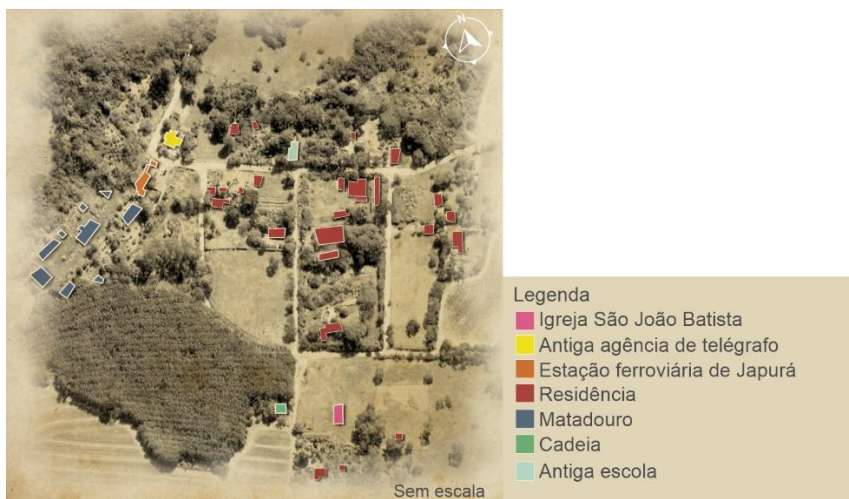 N
Sem escala
Legenda
Igreja São João Batista
Antiga agência de telégrafo
Estação ferroviária de Japurá
Residência
Matadouro
Cadeia
Antiga escola